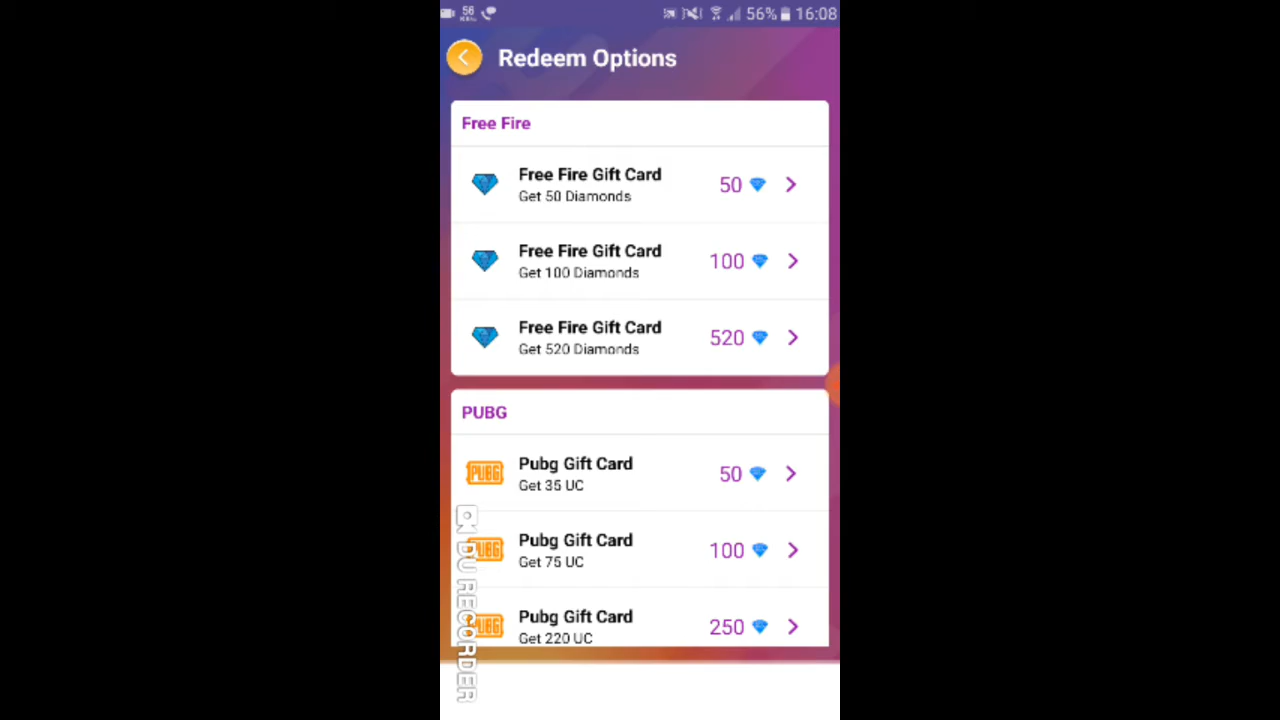 56
KB/s
56% 16:08
Redeem Options
Free Fire
Free Fire Gift Card
Get 50 Diamonds
50
Free Fire Gift Card
Get 100 Diamonds
100
Free Fire Gift Card
Get 520 Diamonds
520
PUBG
PUBG
Pubg Gift Card
Get 35 UC
50
Pubg Gift Card
Get 75 UC
100
Pubg Gift Card
Get 220 UC
250
DU RECORDER